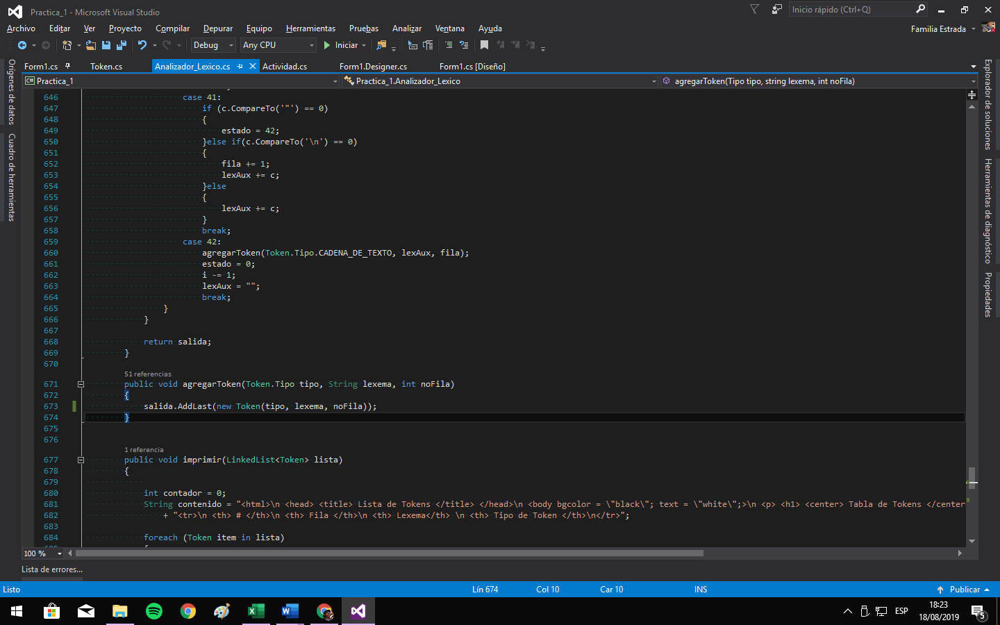 Practica_1 - Microsoft Visual Studio
Inicio rápido (Ctrl+Q)
Archivo Editar Ver Proyecto Compilar Depurar Equipo Herramientas Pruebas Analizar Ventana Ayuda
Familia Estrada
Debug Any CPU Iniciar
Form1.cs Token.cs Analizador_Lexico.cs Actividad.cs Form1.Designer.cs Form1.cs [Diseño]
C# Practica_1 Practica_1.Analizador_Lexico agregarToken(Tipo tipo, string lexema, int noFila)
Orígenes de datos
Cuadro de herramientas
646 case 41:
647 if (c.CompareTo('"') == 0)
648 {
649 estado = 42;
650 }else if(c.CompareTo('\n') == 0)
651 {
652 fila += 1;
653 lexAux += c;
654 }else
655 {
656 lexAux += c;
657 }
658 break;
659 case 42:
660 agregarToken(Token.Tipo.CADENA_DE_TEXTO, lexAux, fila);
661 estado = 0;
662 i -= 1;
663 lexAux = "";
664 break;
665 }
666 }
667
668 return salida;
669 }
670
51 referencias
671 public void agregarToken(Token.Tipo tipo, String lexema, int noFila)
672 {
673 salida.AddLast(new Token(tipo, lexema, noFila));
674 }
675
676
1 referencia
677 public void imprimir(LinkedList<Token> lista)
678 {
679
680 int contador = 0;
681 String contenido = "<html>\n <head> <title> Lista de Tokens </title> </head>\n <body bgcolor = \"black\"; text = \"white\";>\n <p> <h1> <center> Tabla de Tokens </center
682 + "<tr>\n <th> # </th>\n <th> Fila </th>\n <th> Lexema</th> \n <th> Tipo de Token </th>\n</tr>";
683
684 foreach (Token item in lista)
Explorador de soluciones
Herramientas de diagnóstico
Propiedades
100 %
Lista de errores...
Listo Lín 674 Col 10 Car 10 INS Publicar
ESP
18:23
18/08/2019
5